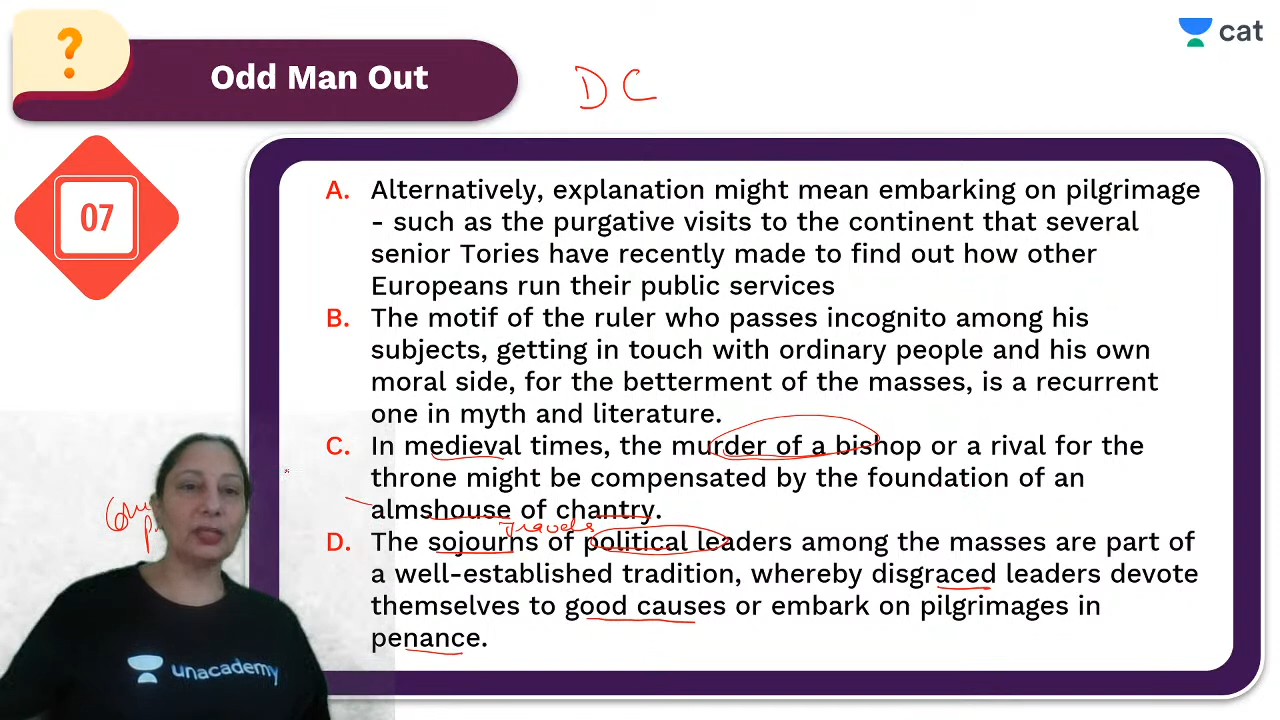 ?
cat
Odd Man Out
D C
07
A. Alternatively, explanation might mean embarking on pilgrimage
- such as the purgative visits to the continent that several
senior Tories have recently made to find out how other
Europeans run their public services
B. The motif of the ruler who passes incognito among his
subjects, getting in touch with ordinary people and his own
moral side, for the betterment of the masses, is a recurrent
one in myth and literature.
C. In medieval times, the murder of a bishop or a rival for the
throne might be compensated by the foundation of an
almshouse of chantry.
travels
D. The sojourns of political leaders among the masses are part of
a well-established tradition, whereby disgraced leaders devote
themselves to good causes or embark on pilgrimages in
penance.
unacademy